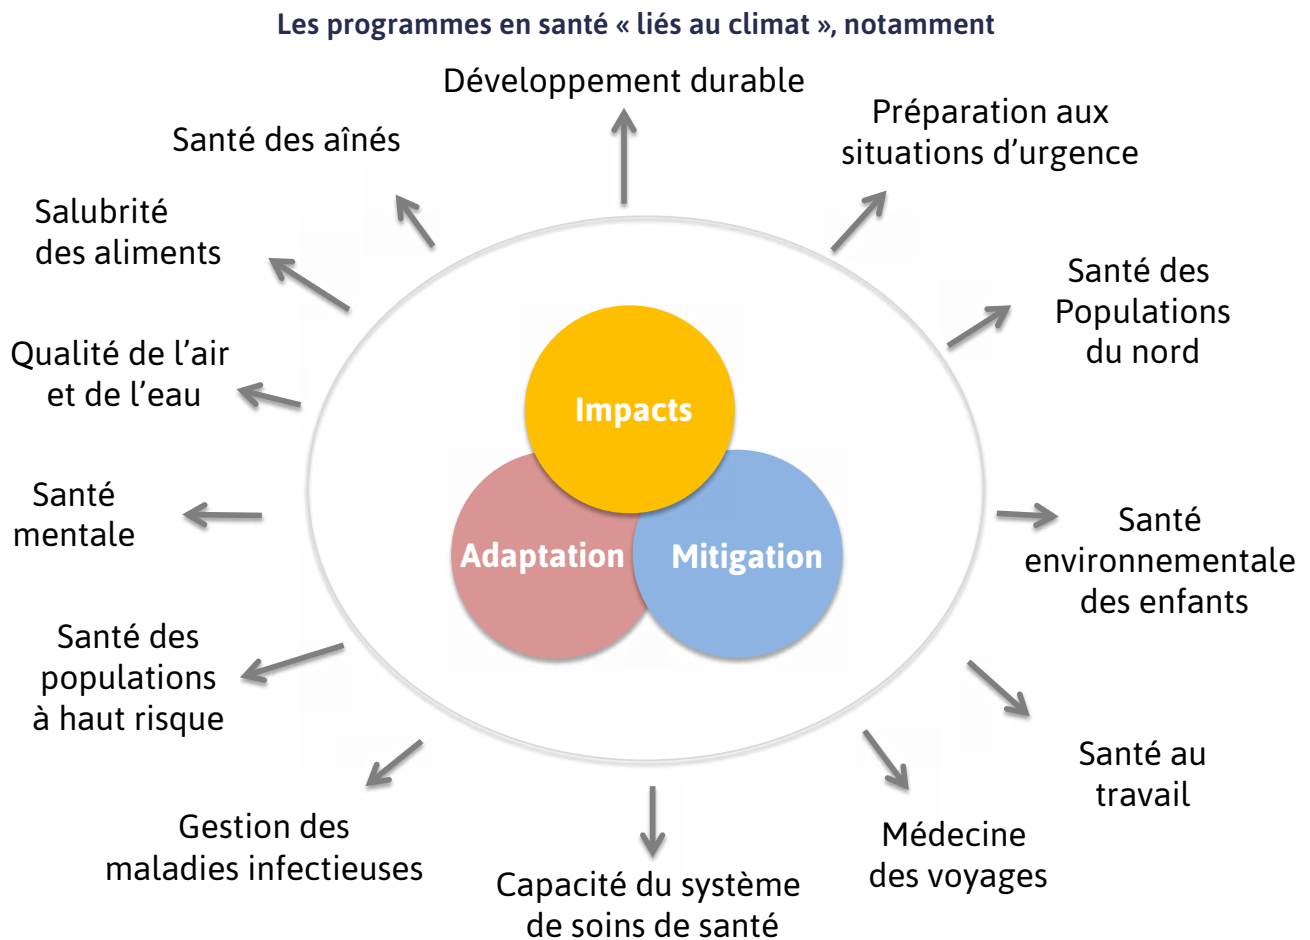 Les programmes en santé « liés au climat », notamment
Développement durable
Préparation aux
situations d’urgence
Santé des
Populations
du nord
Santé
environnementale
des enfants
Santé au
travail
Médecine
des voyages
Capacité du système
de soins de santé
Gestion des
maladies infectieuses
Santé des
populations
à haut risque
Santé
mentale
Qualité de l’air
et de l’eau
Salubrité
des aliments
Santé des aînés
Impacts
Adaptation
Mitigation